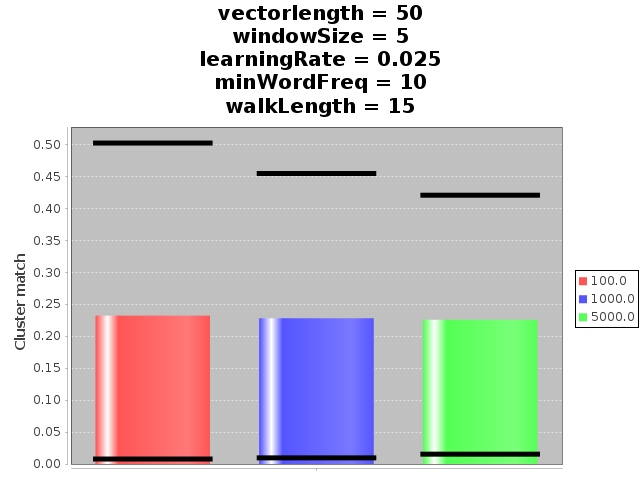 vectorlength = 50
windowSize = 5
learningRate = 0.025
minWordFreq = 10
walkLength = 15
0.50
0.45
0.40
0.35
0.30
0.25
0.20
0.15
0.10
0.05
0.00
Cluster match
100.0
1000.0
5000.0